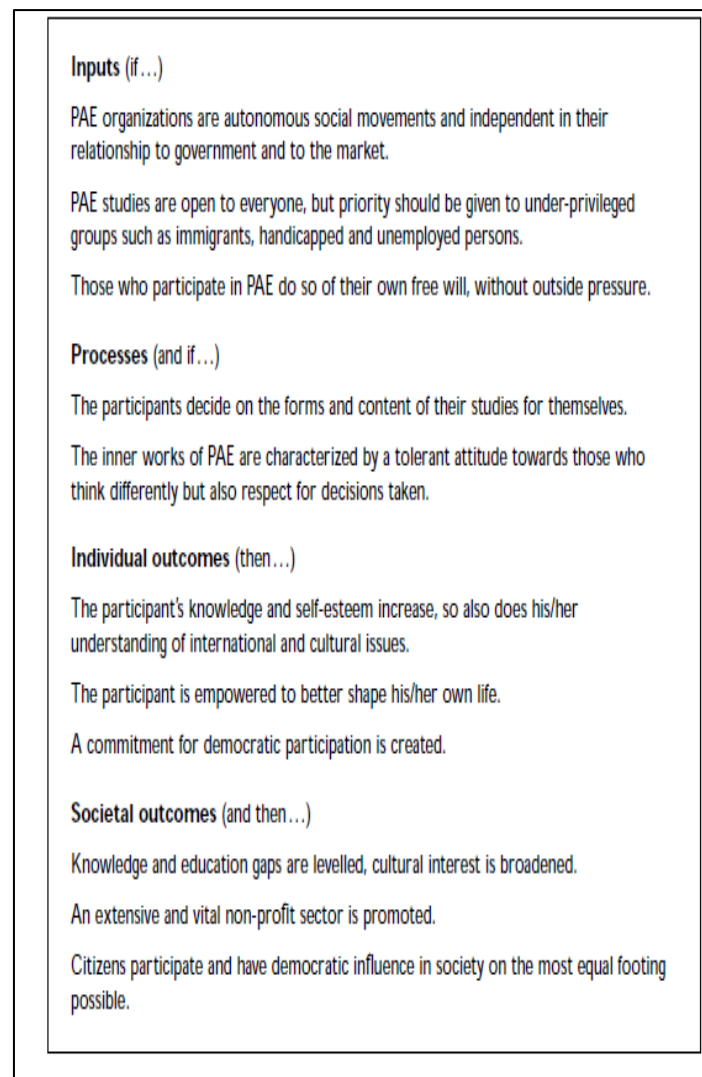 Inputs (if…)
PAE organizations are autonomous social movements and independent in their
relationship to government and to the market.
PAE studies are open to everyone, but priority should be given to under-privileged
groups such as immigrants, handicapped and unemployed persons.
Those who participate in PAE do so of their own free will, without outside pressure.
Processes (and if…)
The participants decide on the forms and content of their studies for themselves.
The inner works of PAE are characterized by a tolerant attitude towards those who
think differently but also respect for decisions taken.
Individual outcomes (then…)
The participant's knowledge and self-esteem increase, so also does his/her
understanding of international and cultural issues.
The participant is empowered to better shape his/her own life.
A commitment for democratic participation is created.
Societal outcomes (and then…)
Knowledge and education gaps are levelled, cultural interest is broadened.
An extensive and vital non-profit sector is promoted.
Citizens participate and have democratic influence in society on the most equal footing
possible.